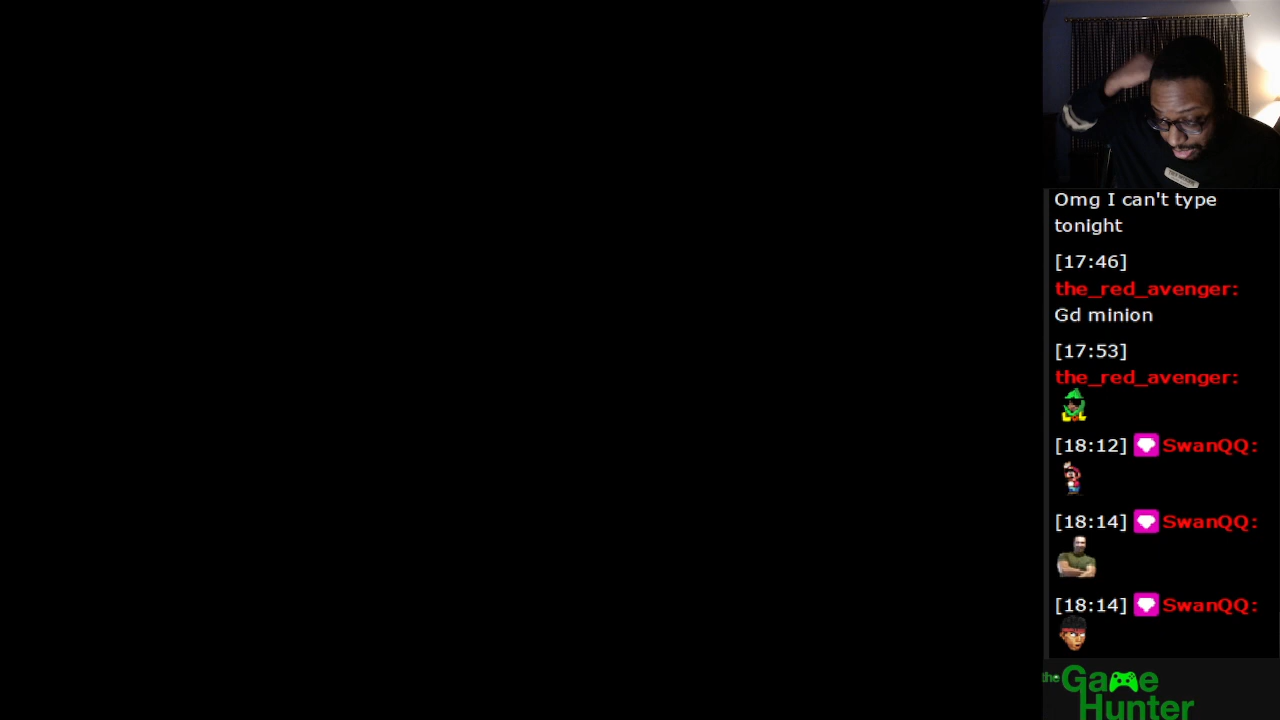 Omg I can't type
tonight
[17:46]
the_red_avenger:
Gd minion
[17:53]
the_red_avenger:
[18:12] SwanQQ:
[18:14] SwanQQ:
[18:14] SwanQQ:
the Game
Hunter